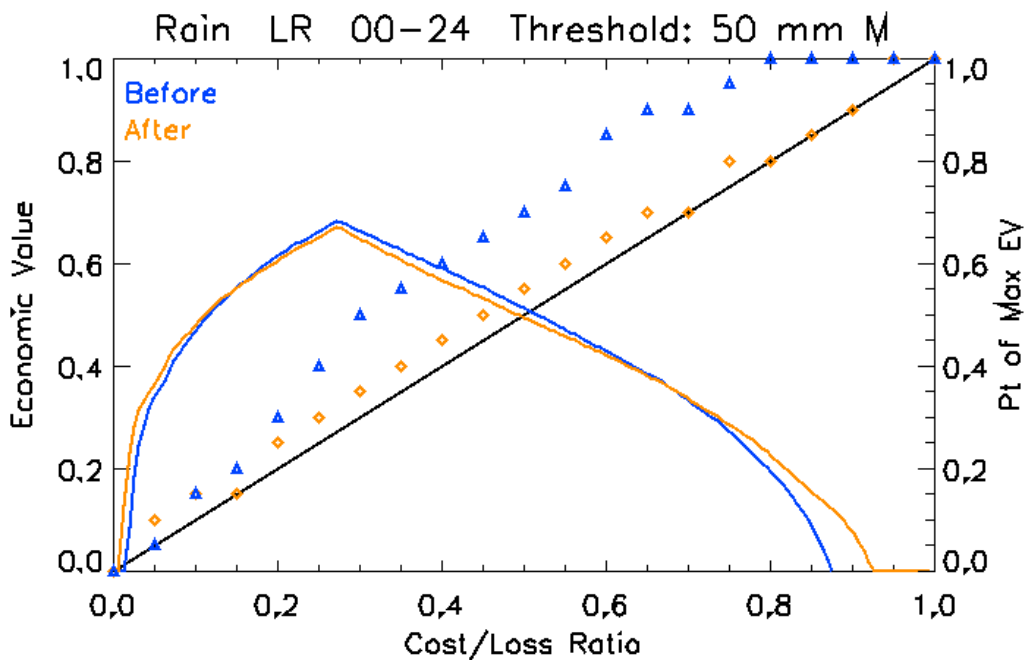 Rain LR 00-24 Threshold: 50 mm M
Before
After
1.0
0.8
0.6
0.4
0.2
0.0
Economic Value
1.0
0.8
0.6
0.4
0.2
0.0
Pt of Max EV
0.0 0.2 0.4 0.6 0.8 1.0
Cost/Loss Ratio